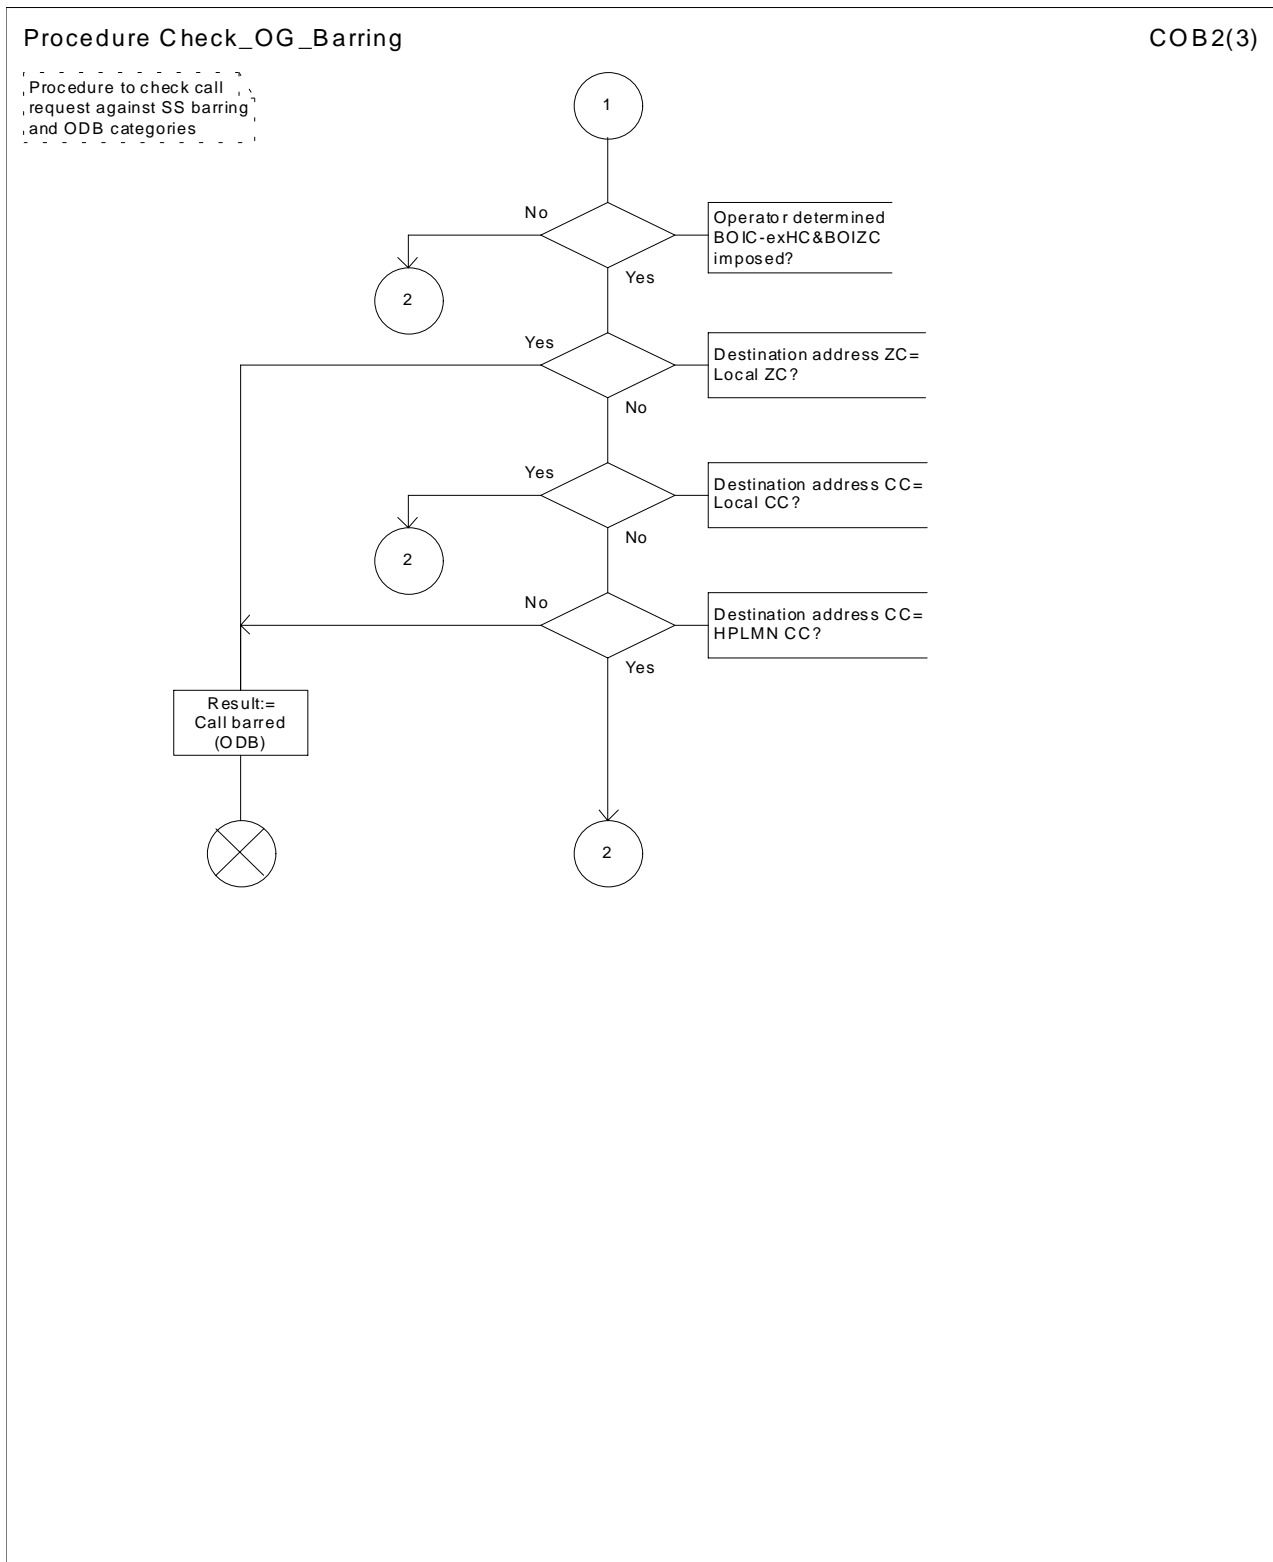 Procedure Check_OG_Barring
COB2(3)
Procedure to check call
request against SS barring
and ODB categories
1
No
Operator determined
BOIC-exHC&BOIZC
imposed?
Yes
2
Yes
Destination address ZC=
Local ZC?
No
Yes
Destination address CC=
Local CC?
No
2
No
Destination address CC=
HPLMN CC?
Yes
Result:=
Call barred
(ODB)
2